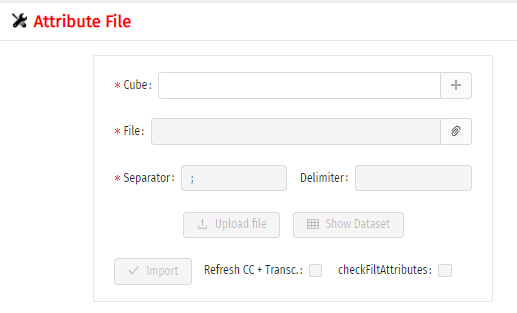 Attribute File
* Cube:
* File:
* Separator: ; Delimiter:
Upload file Show Dataset
Import Refresh CC + Transc.: checkFiltAttributes: